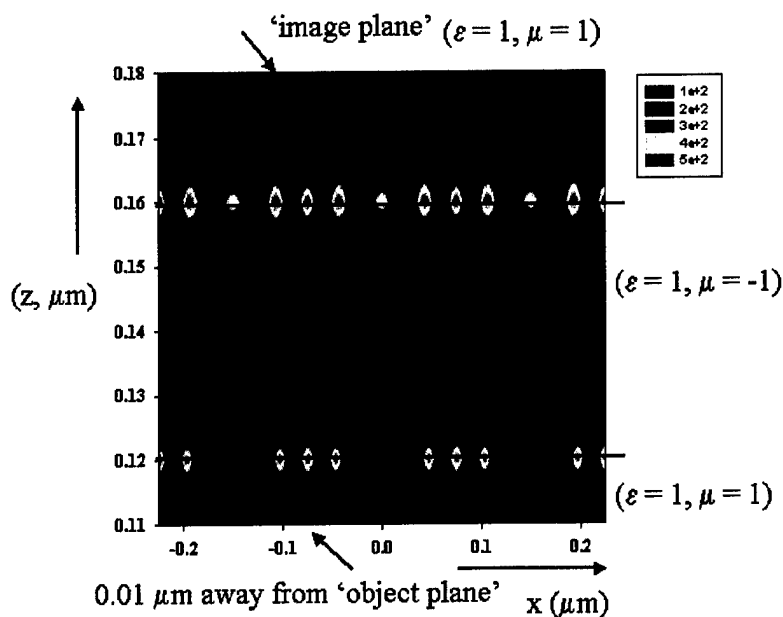 ‘image plane’ (ε = 1, μ = 1)
0.18
0.17
0.16
0.15
0.14
0.13
0.12
0.11
(z, μm)
1e+2
2e+2
3e+2
4e+2
5e+2
(ε = 1, μ = -1)
(ε = 1, μ = 1)
-0.2 -0.1 0.0 0.1 0.2
0.01 μm away from ‘object plane’ x (μm)